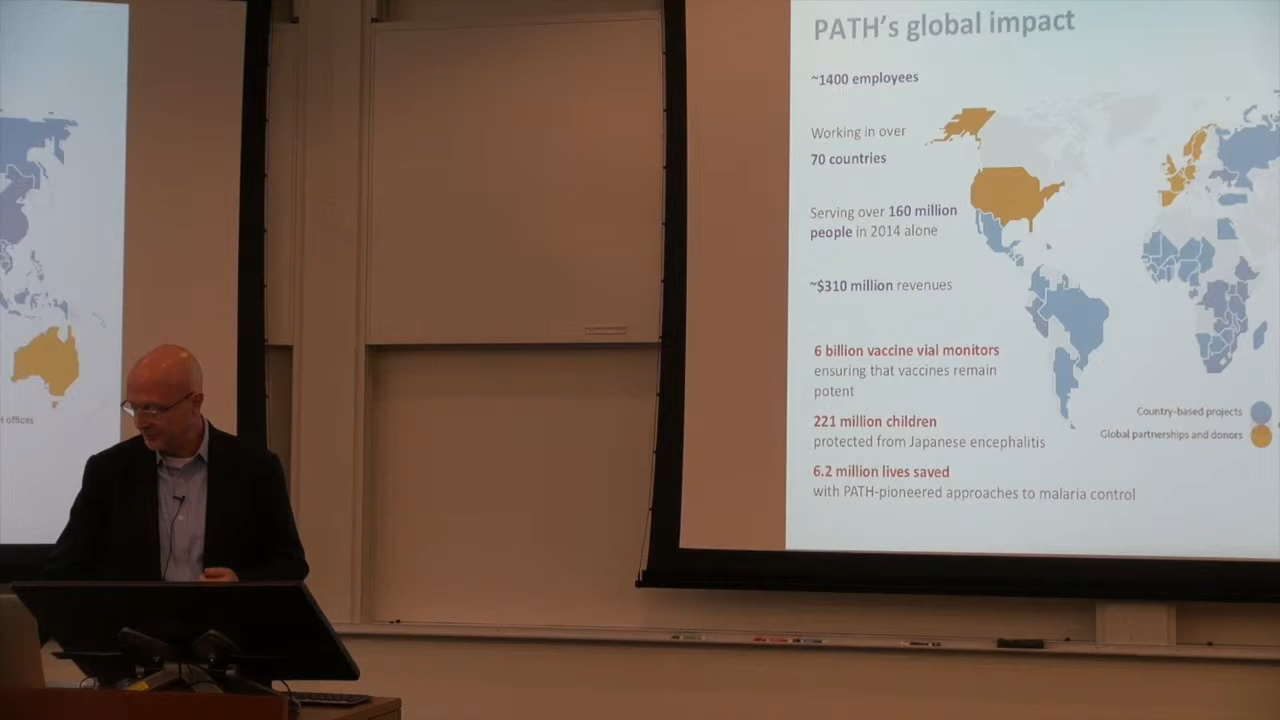 PATH's global impact
~1400 employees
Working in over
70 countries
Serving over 160 million
people in 2014 alone
~$310 million revenues
6 billion vaccine vial monitors
ensuring that vaccines remain
potent
221 million children
protected from Japanese encephalitis
6.2 million lives saved
with PATH-pioneered approaches to malaria control
Country-based projects
Global partnerships and donors
offices